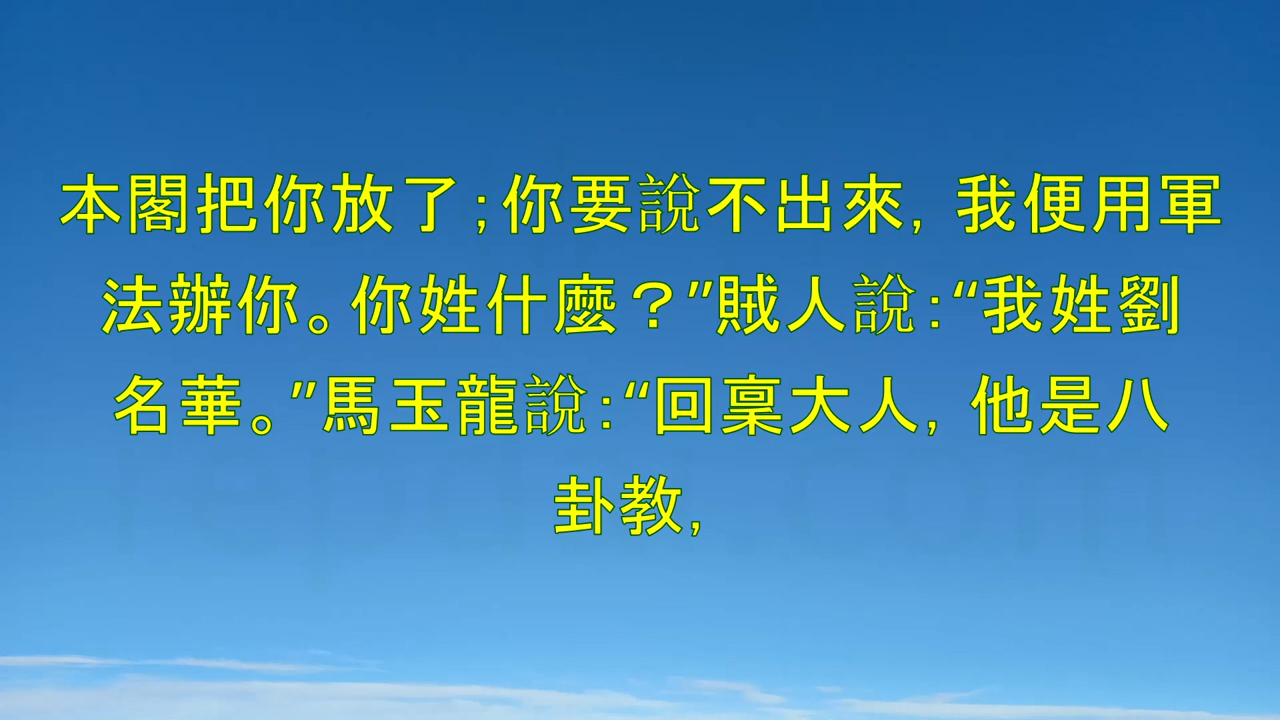 本閣把你放了;你要說不出來, 我便用軍
法辦你。你姓什麼？”賊人說:“我姓劉
名華。”馬玉龍說:“回稟大人, 他是八
卦教,